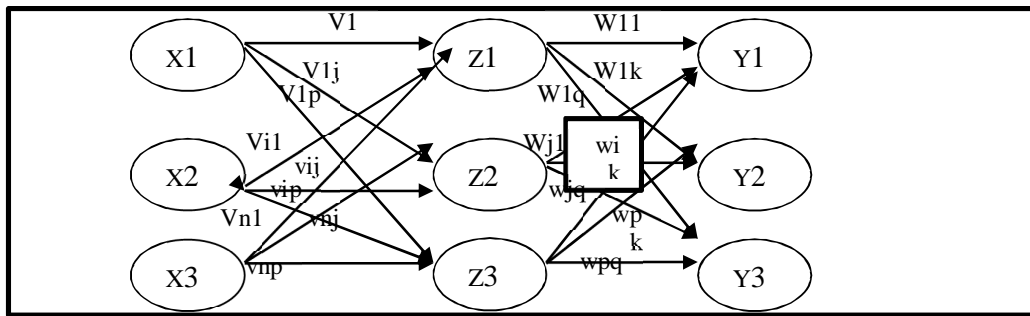 V1
W11
X1
Z1
Y1
V1j
W1k
V1p
W1q
Vi1
Wj1
wi
k
vij
X2
Z2
Y2
vip
wjq
Vn1
vnj
wp
k
vnp
wpq
X3
Z3
Y3